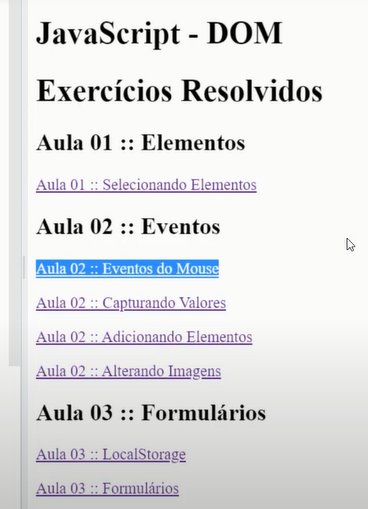 JavaScript - DOM
Exercícios Resolvidos
Aula 01 :: Elementos
Aula 01 :: Selecionando Elementos
Aula 02 :: Eventos
Aula 02 :: Eventos do Mouse
Aula 02 :: Capturando Valores
Aula 02 :: Adicionando Elementos
Aula 02 :: Alterando Imagens
Aula 03 :: Formulários
Aula 03 :: LocalStorage
Aula 03 :: Formulários